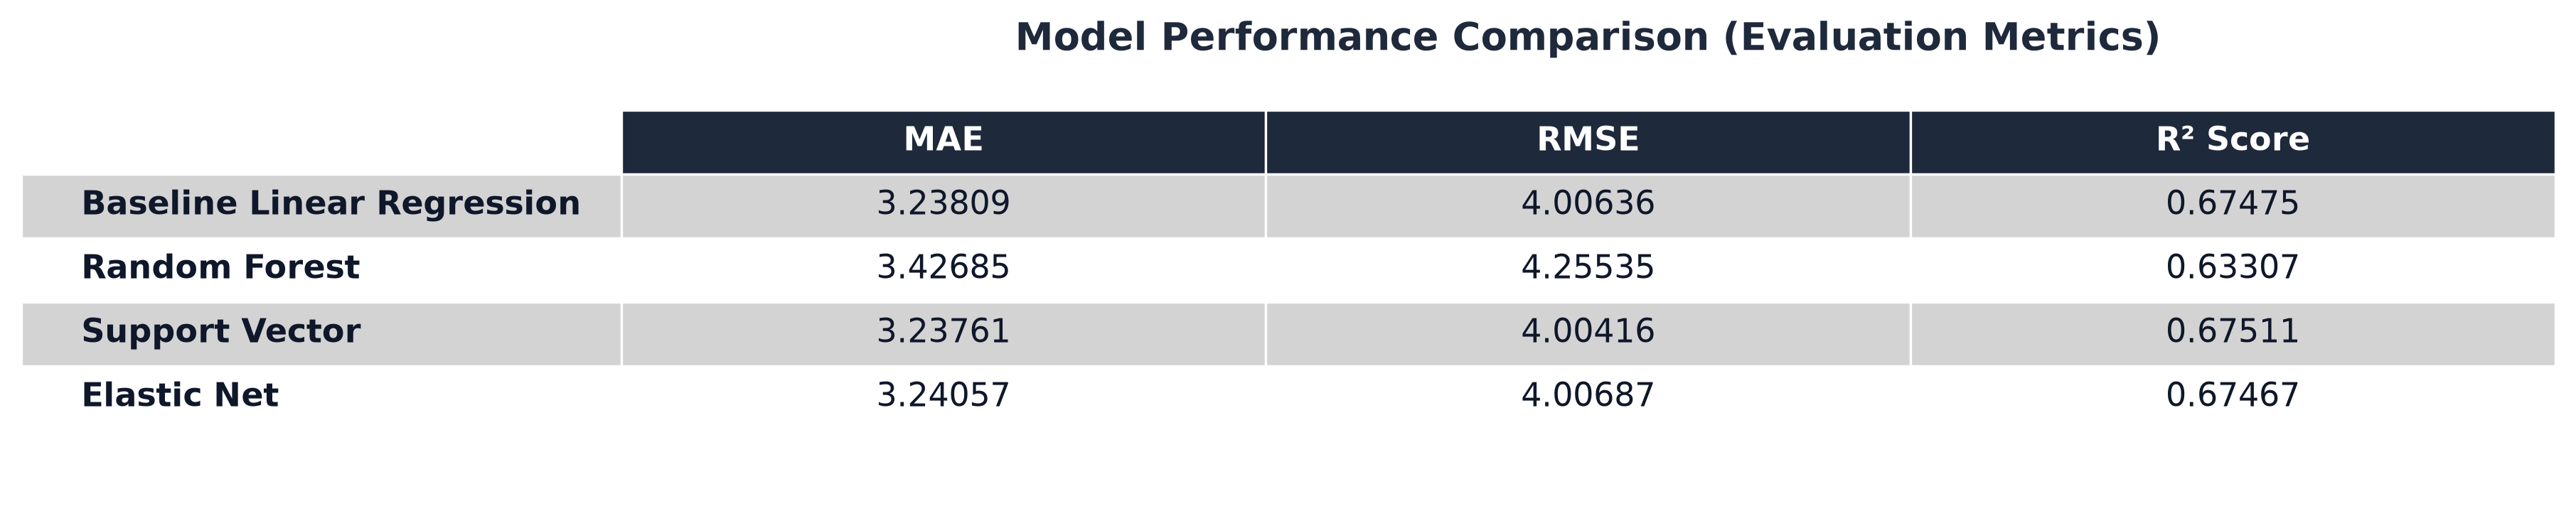 Model Performance Comparison (Evaluation Metrics)
MAE RMSE R² Score
Baseline Linear Regression 3.23809 4.00636 0.67475
Random Forest 3.42685 4.25535 0.63307
Support Vector 3.23761 4.00416 0.67511
Elastic Net 3.24057 4.00687 0.67467